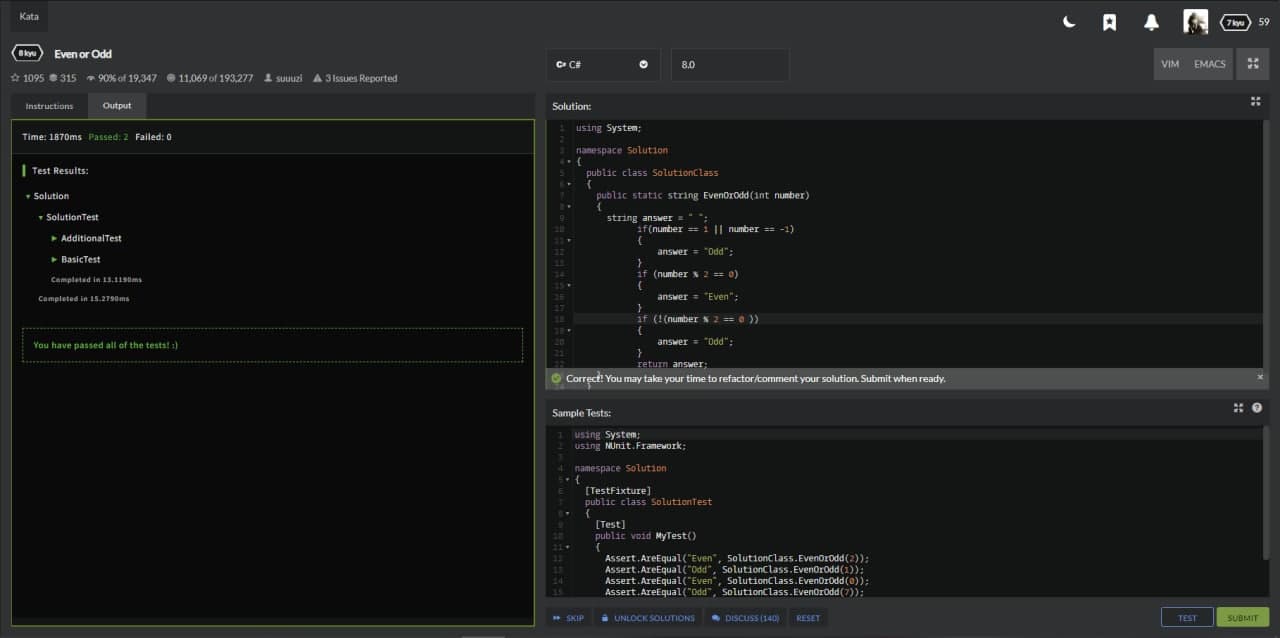 Kata
7 kyu 59
8 kyu Even or Odd
1095 315 90% of 19,347 11,069 of 193,277 suuuzi 3 Issues Reported
C# 8.0 VIM EMACS
Instructions Output
Time: 1870ms Passed: 2 Failed: 0
Test Results:
Solution
SolutionTest
AdditionalTest
BasicTest
Completed in 13.1190ms
Completed in 15.2790ms
You have passed all of the tests! :)
Solution:
1 using System;
2
3 namespace Solution
4 {
5 public class SolutionClass
6 {
7 public static string EvenOrOdd(int number)
8 {
9 string answer = " ";
10 if(number == 1 || number == -1)
11 {
12 answer = "Odd";
13 }
14 if (number % 2 == 0)
15 {
16 answer = "Even";
17 }
18 if (!(number % 2 == 0 ))
19 {
20 answer = "Odd";
21 }
22 return answer;
Correct! You may take your time to refactor/comment your solution. Submit when ready.
Sample Tests:
1 using System;
2 using NUnit.Framework;
3
4 namespace Solution
5 {
6 [TestFixture]
7 public class SolutionTest
8 {
9 [Test]
10 public void MyTest()
11 {
12 Assert.AreEqual("Even", SolutionClass.EvenOrOdd(2));
13 Assert.AreEqual("Odd", SolutionClass.EvenOrOdd(1));
14 Assert.AreEqual("Even", SolutionClass.EvenOrOdd(0));
15 Assert.AreEqual("Odd", SolutionClass.EvenOrOdd(7));
SKIP UNLOCK SOLUTIONS DISCUSS (140) RESET TEST SUBMIT